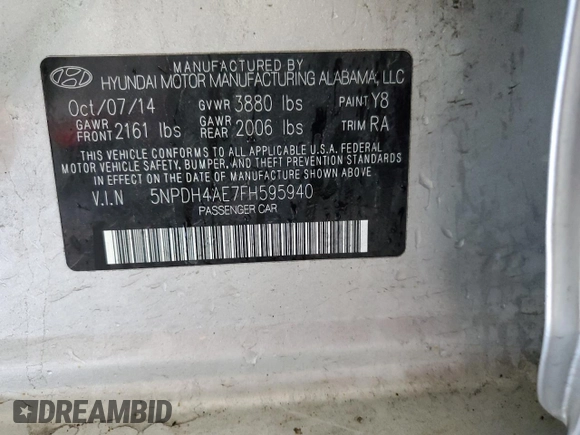 MANUFACTURED BY
HYUNDAI MOTOR MANUFACTURING ALABAMA, LLC
Oct/07/14 GVWR 3880 lbs PAINT Y8
GAWR FRONT 2161 lbs GAWR REAR 2006 lbs TRIM RA
THIS VEHICLE CONFORMS TO ALL APPLICABLE U.S.A. FEDERAL
MOTOR VEHICLE SAFETY, BUMPER, AND THEFT PREVENTION STANDARDS
IN EFFECT ON THE DATE OF MANUFACTURE SHOWN ABOVE.
V.I.N 5NPDH4AE7FH595940
PASSENGER CAR
DREAMBID